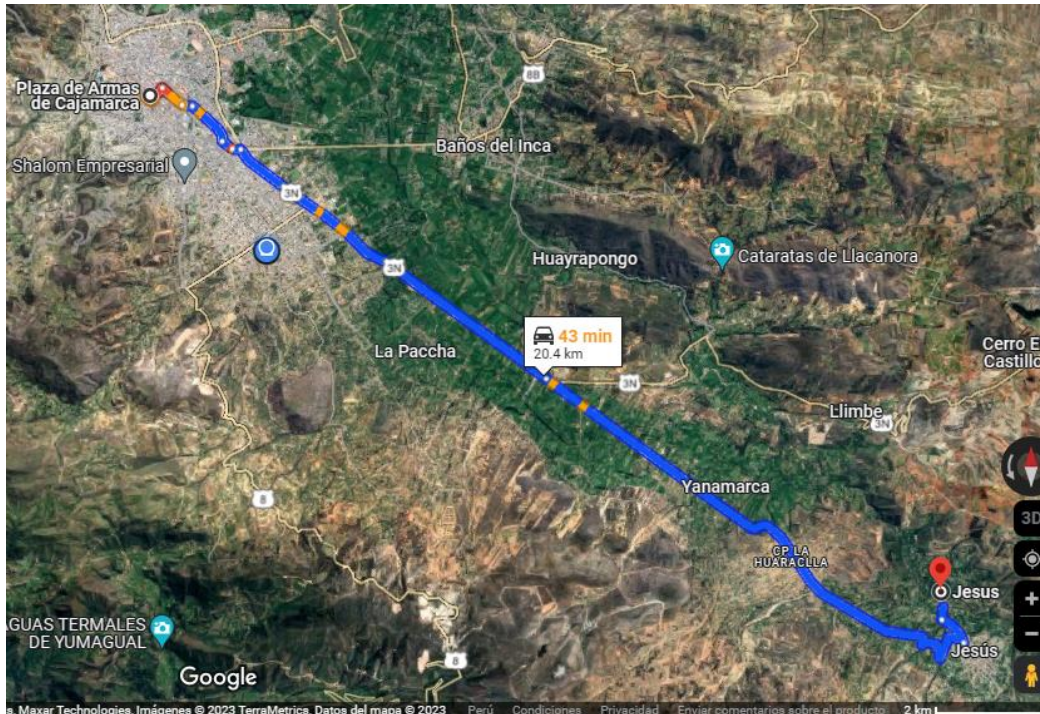 Plaza de Armas
de Cajamarca
8B
Baños del Inca
Shalom Empresarial
3N
Huayrapongo
Cataratas de Llacanora
3N
43 min
20.4 km
La Paccha
Cerro E
Castillo
3N
Llimbe
3N
Yanamarca
8
3D
CP LA
HUARACLLA
Jesus
AGUAS TERMALES
DE YUMAGUAL
Jesús
8
Google
s, Maxar Technologies, Imágenes © 2023 TerraMetrics, Datos del mapa © 2023 Perú Condiciones Privacidad Enviar comentarios sobre el producto 2 km